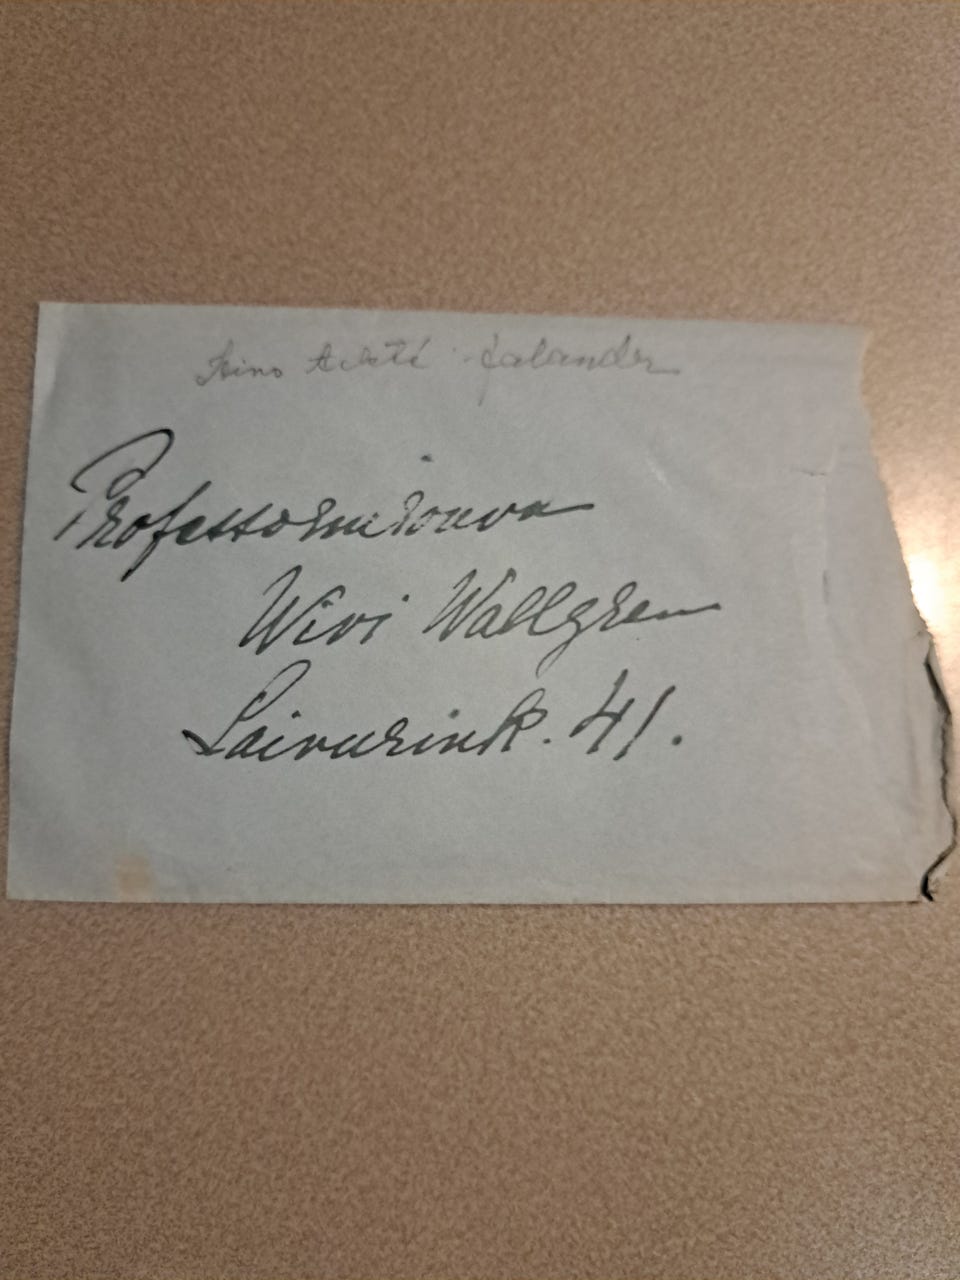 Aino Ackté Jalander
Professorinrouva
Wivi Wallgren
Laivurink. 41.